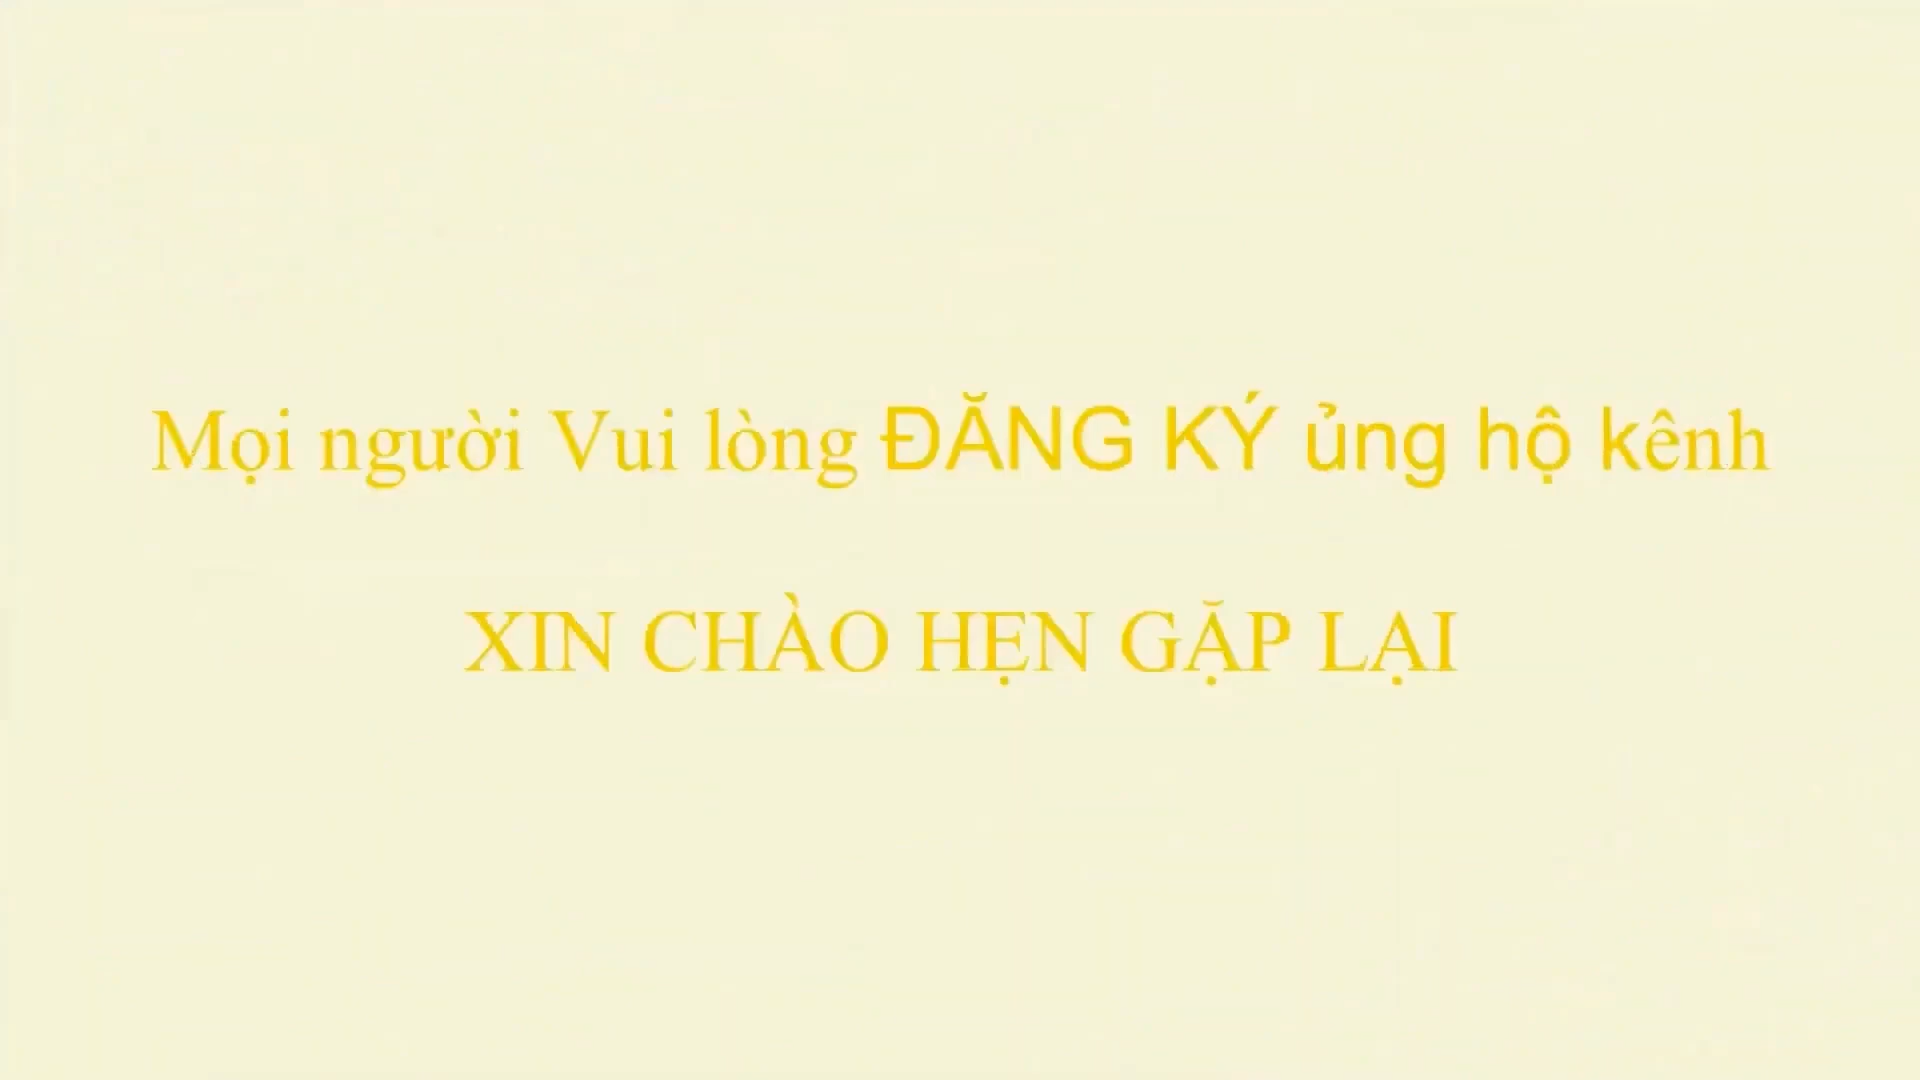 Mọi người Vui lòng ĐĂNG KÝ ủng hộ kênh
XIN CHÀO HẸN GẶP LẠI